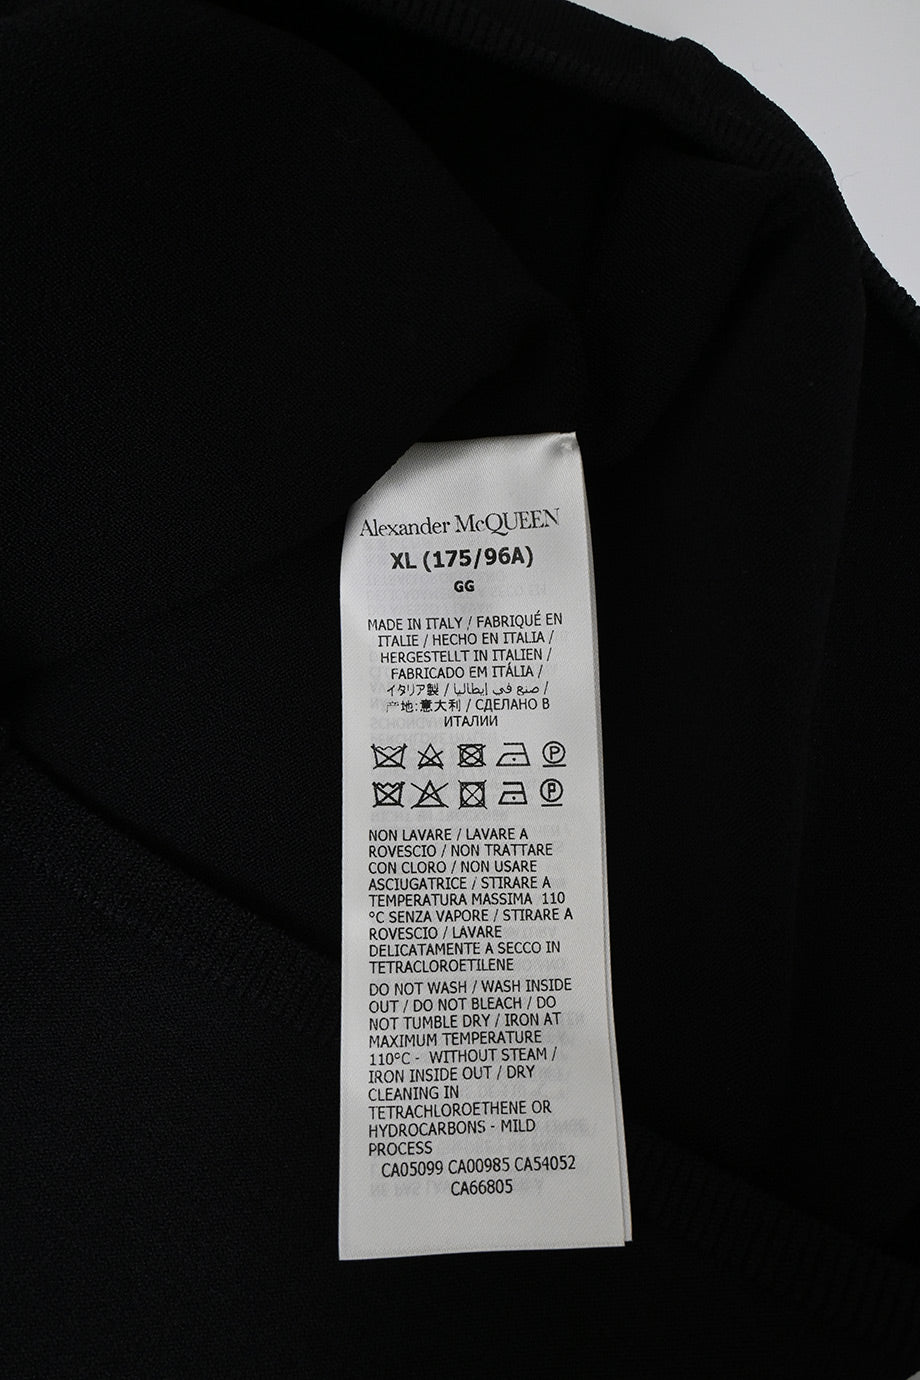 Alexander McQUEEN
XL (175/96A)
GG
MADE IN ITALY / FABRIQUÉ EN
ITALIE / HECHO EN ITALIA /
HERGESTELLT IN ITALIEN /
FABRICADO EM ITÁLIA /
イタリア製 / صنع في إيطاليا /
产地:意大利 / СДЕЛАНО В
ИТАЛИИ
NON LAVARE / LAVARE A
ROVESCIO / NON TRATTARE
CON CLORO / NON USARE
ASCIUGATRICE / STIRARE A
TEMPERATURA MASSIMA 110
°C SENZA VAPORE / STIRARE A
ROVESCIO / LAVARE
DELICATAMENTE A SECCO IN
TETRACLOROETILENE
DO NOT WASH / WASH INSIDE
OUT / DO NOT BLEACH / DO
NOT TUMBLE DRY / IRON AT
MAXIMUM TEMPERATURE
110°C - WITHOUT STEAM /
IRON INSIDE OUT / DRY
CLEANING IN
TETRACHLOROETHENE OR
HYDROCARBONS - MILD
PROCESS
CA05099 CA00985 CA54052
CA66805